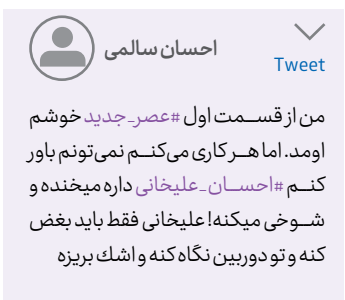 احسان سالمی
Tweet
من از قسمت اول #عصر_جدید خوشم
اومد. اما هر کاری می‌کنم نمی‌تونم باور
کنم #احسان_علیخانی داره میخنده و
شوخی میکنه! علیخانی فقط باید بغض
کنه و تو دوربین نگاه کنه و اشك بریزه